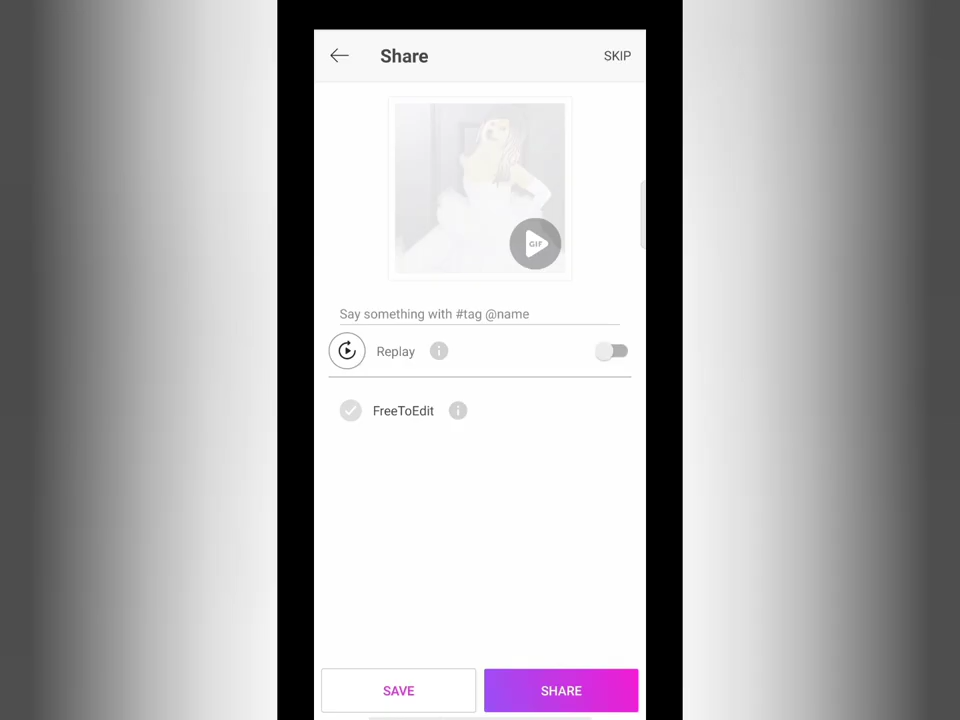 Share
SKIP
GIF
Say something with #tag @name
Replay
FreeToEdit
SAVE
SHARE